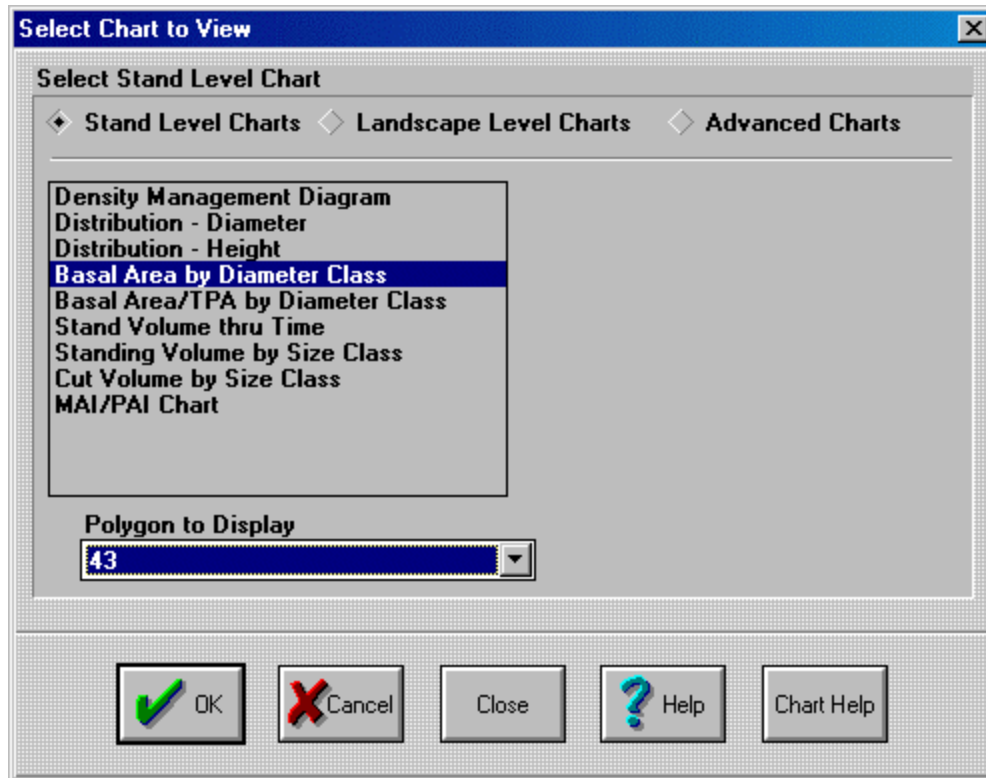 Select Chart to View
Select Stand Level Chart
Stand Level Charts Landscape Level Charts Advanced Charts
Density Management Diagram
Distribution - Diameter
Distribution - Height
Basal Area by Diameter Class
Basal Area/TPA by Diameter Class
Stand Volume thru Time
Standing Volume by Size Class
Cut Volume by Size Class
MAI/PAI Chart
Polygon to Display
43
OK Cancel Close Help Chart Help